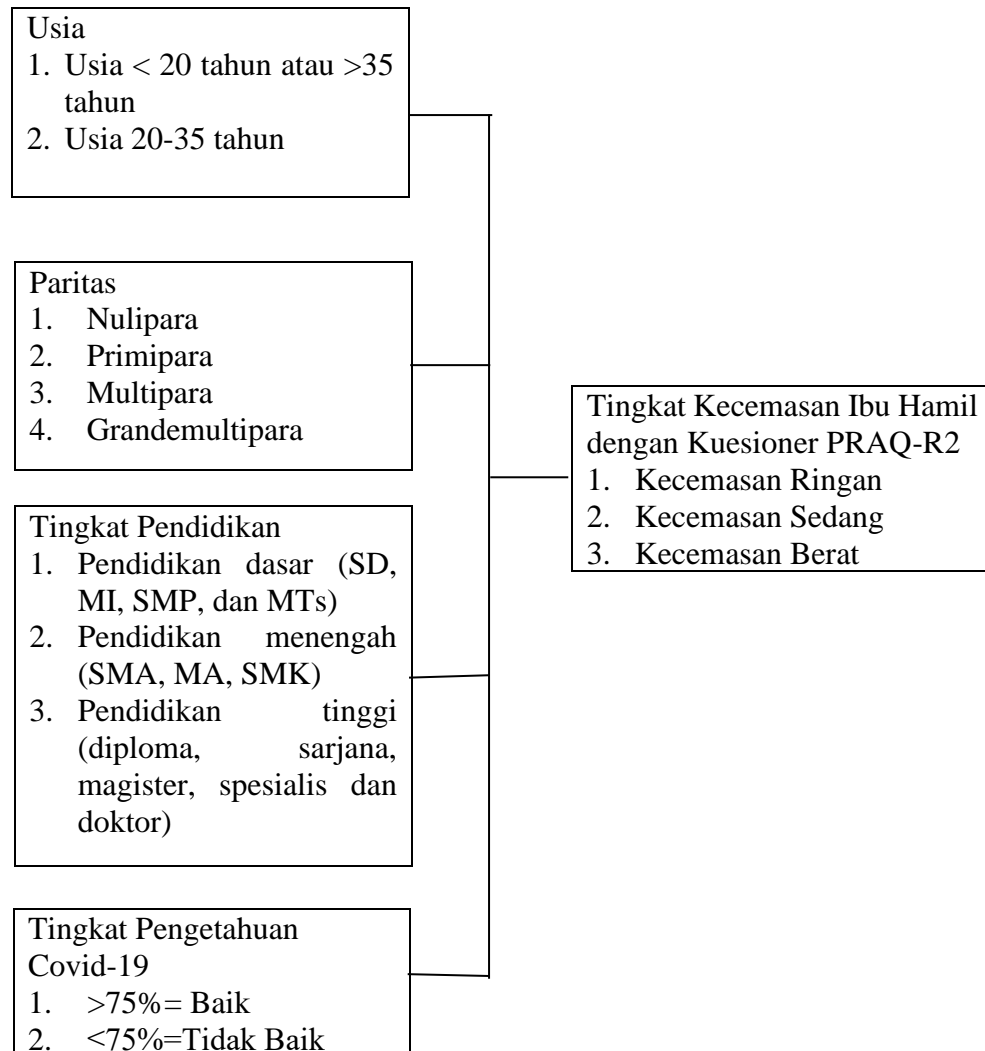 Usia
1. Usia < 20 tahun atau >35
tahun
2. Usia 20-35 tahun
Paritas
1. Nulipara
2. Primipara
3. Multipara
4. Grandemultipara
Tingkat Pendidikan
1. Pendidikan dasar (SD,
MI, SMP, dan MTs)
2. Pendidikan menengah
(SMA, MA, SMK)
3. Pendidikan tinggi
(diploma, sarjana,
magister, spesialis dan
doktor)
Tingkat Pengetahuan
Covid-19
1. >75%= Baik
2. <75%=Tidak Baik
Tingkat Kecemasan Ibu Hamil
dengan Kuesioner PRAQ-R2
1. Kecemasan Ringan
2. Kecemasan Sedang
3. Kecemasan Berat